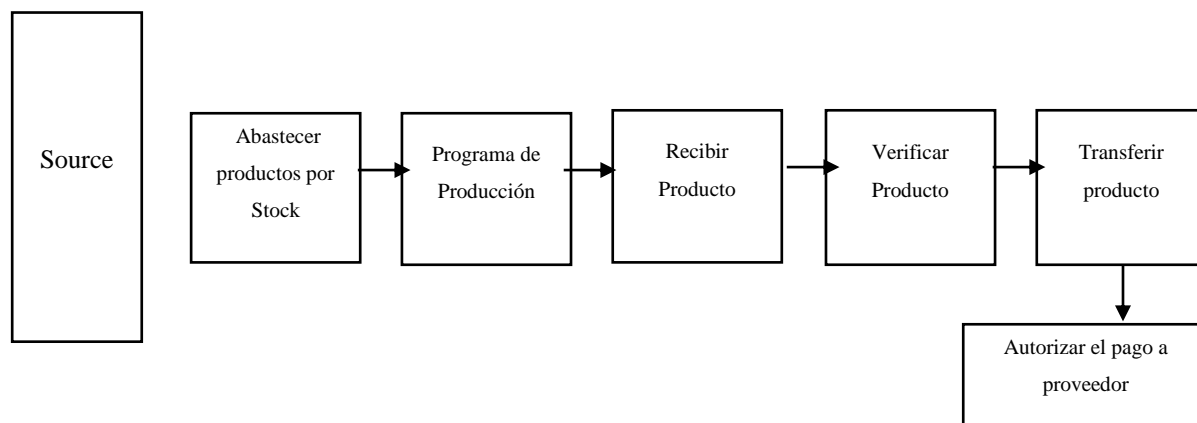 Source
Abastecer
productos por
Stock
Programa de
Producción
Recibir
Producto
Verificar
Producto
Transferir
producto
Autorizar el pago a
proveedor